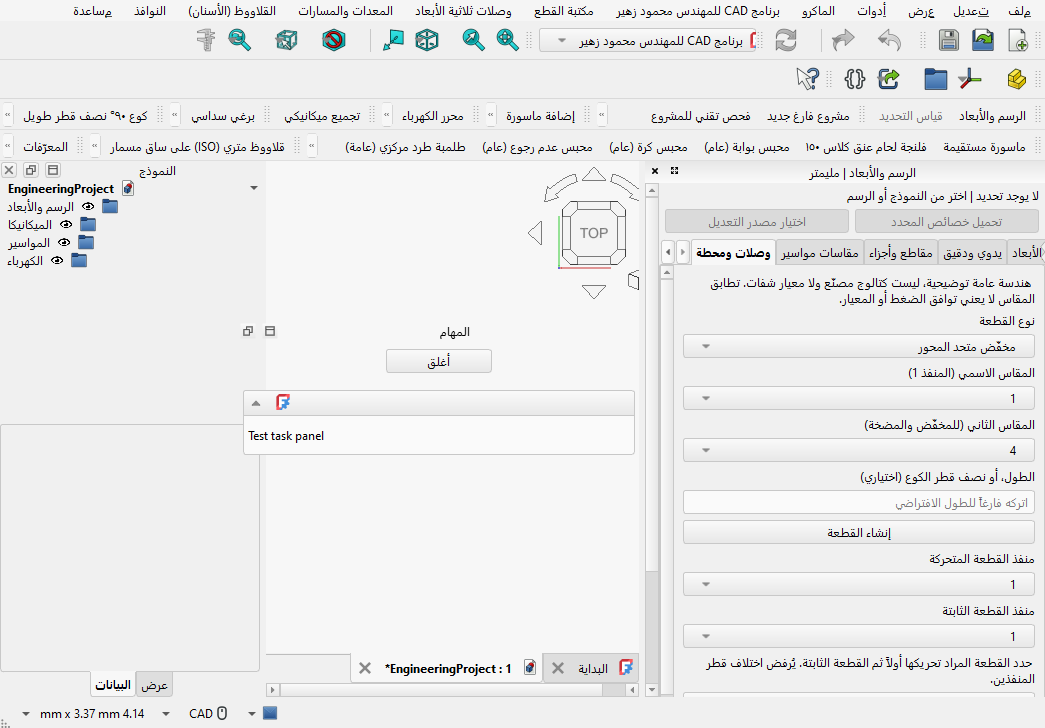 ملف تعديل عرض أدوات الماكرو برنامج CAD للمهندس محمود زهير مكتبة القطع وصلات ثلاثية الأبعاد المعدات والمسارات القلاووظ (الأسنان) النوافذ مساعدة
برنامج CAD للمهندس محمود زهير
الرسم والأبعاد قياس التحديد مشروع فارغ جديد فحص تقني للمشروع إضافة ماسورة محرر الكهرباء تجميع ميكانيكي برغي سداسي كوع ٩٠° نصف قطر طويل
ماسورة مستقيمة فلنجة لحام عنق كلاس ١٥٠ محبس بوابة (عام) محبس كرة (عام) محبس عدم رجوع (عام) طلمبة طرد مركزي (عامة) قلاووظ متري (ISO) على ساق مسمار المعرّفات
النموذج
EngineeringProject
الرسم والأبعاد
الميكانيكا
المواسير
الكهرباء
TOP
المهام
أغلق
Test task panel
البداية
EngineeringProject : 1*
عرض
البيانات
CAD
mm x 3.37 mm 4.14
الرسم والأبعاد | مليمتر
لا يوجد تحديد | اختر من النموذج أو الرسم
تحميل خصائص المحدد
اختيار مصدر التعديل
الأبعاد يدوي ودقيق مقاطع وأجزاء مقاسات مواسير وصلات ومحطة
هندسة عامة توضيحية، ليست كتالوج مصنّع ولا معيار شفات. تطابق
المقاس لا يعني توافق الضغط أو المعيار.
نوع القطعة
مخفّض متحد المحور
المقاس الاسمي (المنفذ 1)
1
المقاس الثاني (للمخفّض والمضخة)
4
الطول، أو نصف قطر الكوع (اختياري)
اتركه فارغاً للطول الافتراضي
إنشاء القطعة
منفذ القطعة المتحركة
1
منفذ القطعة الثابتة
1
حدد القطعة المراد تحريكها أولاً ثم القطعة الثابتة. يُرفض اختلاف قطر
المنفذين.